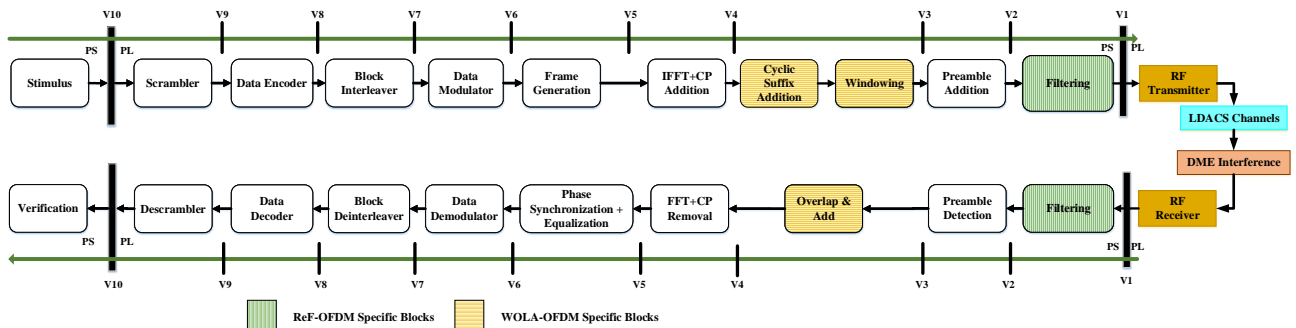 V10
V9
V8
V7
V6
V5
V4
V3
V2
V1
PS
PL
PS
PL
Stimulus
Scrambler
Data Encoder
Block
Interleaver
Data
Modulator
Frame
Generation
IFFT+CP
Addition
Cyclic
Suffix
Addition
Windowing
Preamble
Addition
Filtering
RF
Transmitter
LDACS Channels
DME Interference
Verification
Descrambler
Data
Decoder
Block
Deinterleaver
Data
Demodulator
Phase
Synchronization +
Equalization
FFT+CP
Removal
Overlap &
Add
Preamble
Detection
Filtering
RF
Receiver
PS
PL
PS
PL
V10
V9
V8
V7
V6
V5
V4
V3
V2
V1
ReF-OFDM Specific Blocks
WOLA-OFDM Specific Blocks